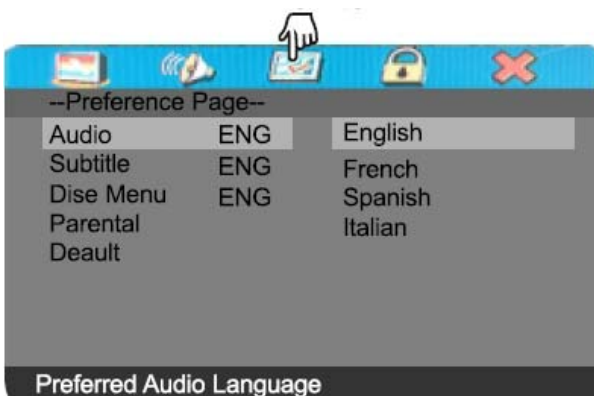 --Preference Page--
Audio ENG English
Subtitle ENG French
Dise Menu ENG Spanish
Parental Italian
Deault
Preferred Audio Language